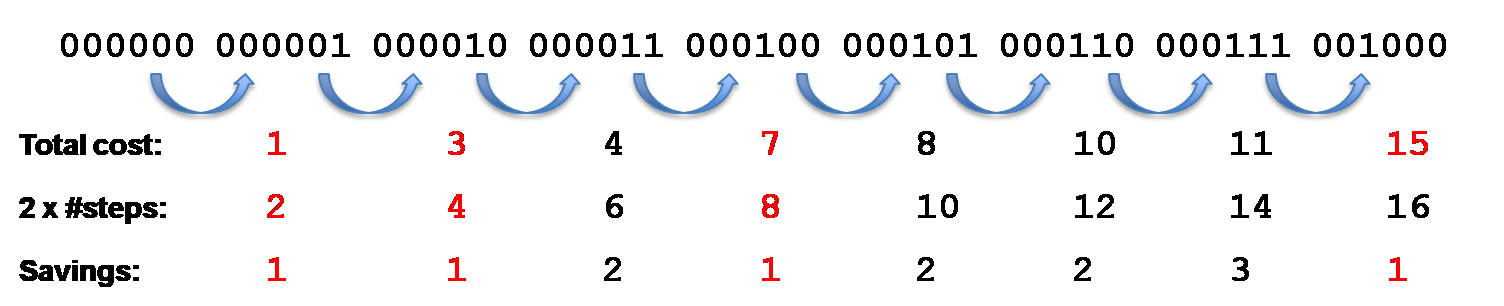 000000 000001 000010 000011 000100 000101 000110 000111 001000
Total cost: 1 3 4 7 8 10 11 15
2 x #steps: 2 4 6 8 10 12 14 16
Savings: 1 1 2 1 2 2 3 1